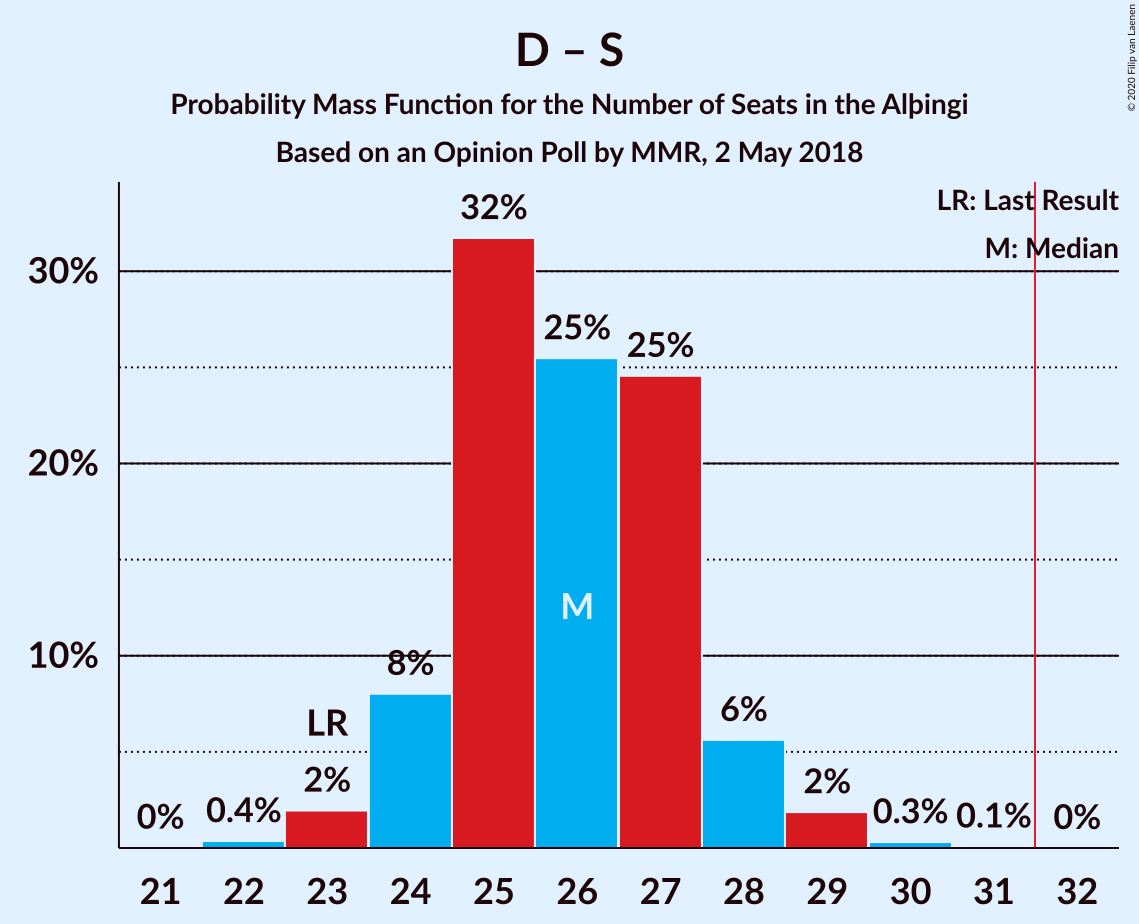 D – S
Probability Mass Function for the Number of Seats in the Alþingi
Based on an Opinion Poll by MMR, 2 May 2018
© 2020 Filip van Laenen
LR: Last Result
M: Median
30%
20%
10%
0%
0.4%
2%
LR
8%
32%
25%
M
25%
6%
2%
0.3%
0.1%
0%
21 22 23 24 25 26 27 28 29 30 31 32